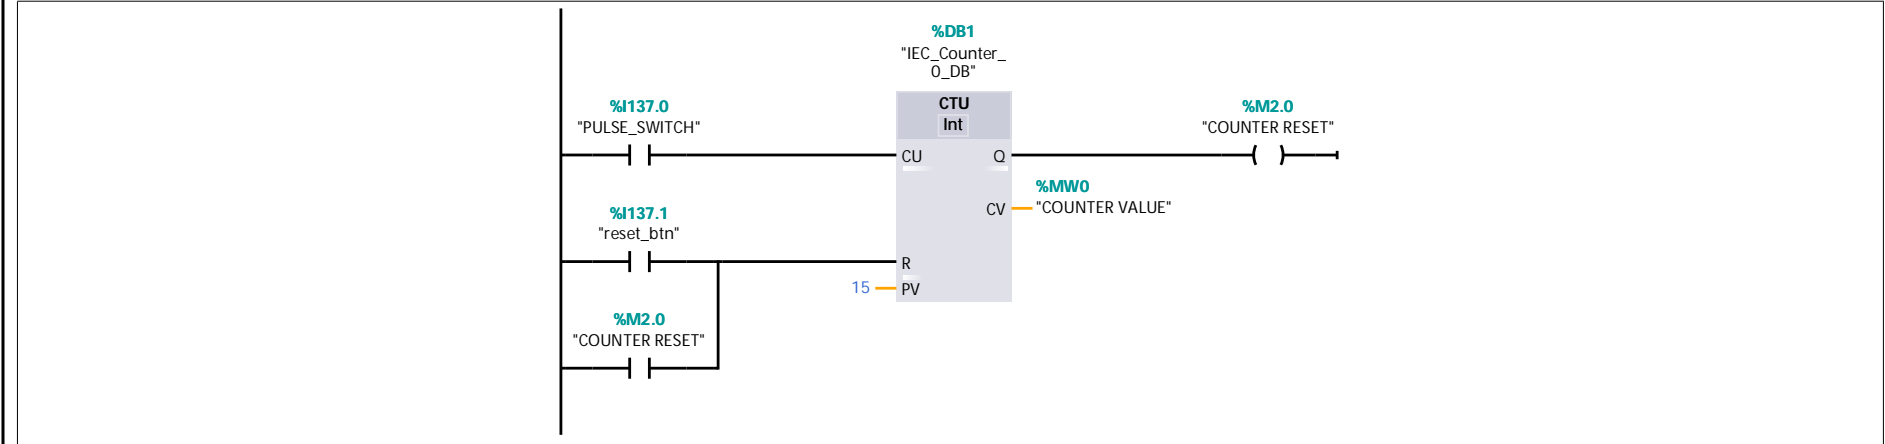 %DB1
"IEC_Counter_
0_DB"
%I137.0
"PULSE_SWITCH"
CTU
Int
%M2.0
"COUNTER RESET"
CU
Q
%MW0
CV
"COUNTER VALUE"
%I137.1
"reset_btn"
R
15
PV
%M2.0
"COUNTER RESET"